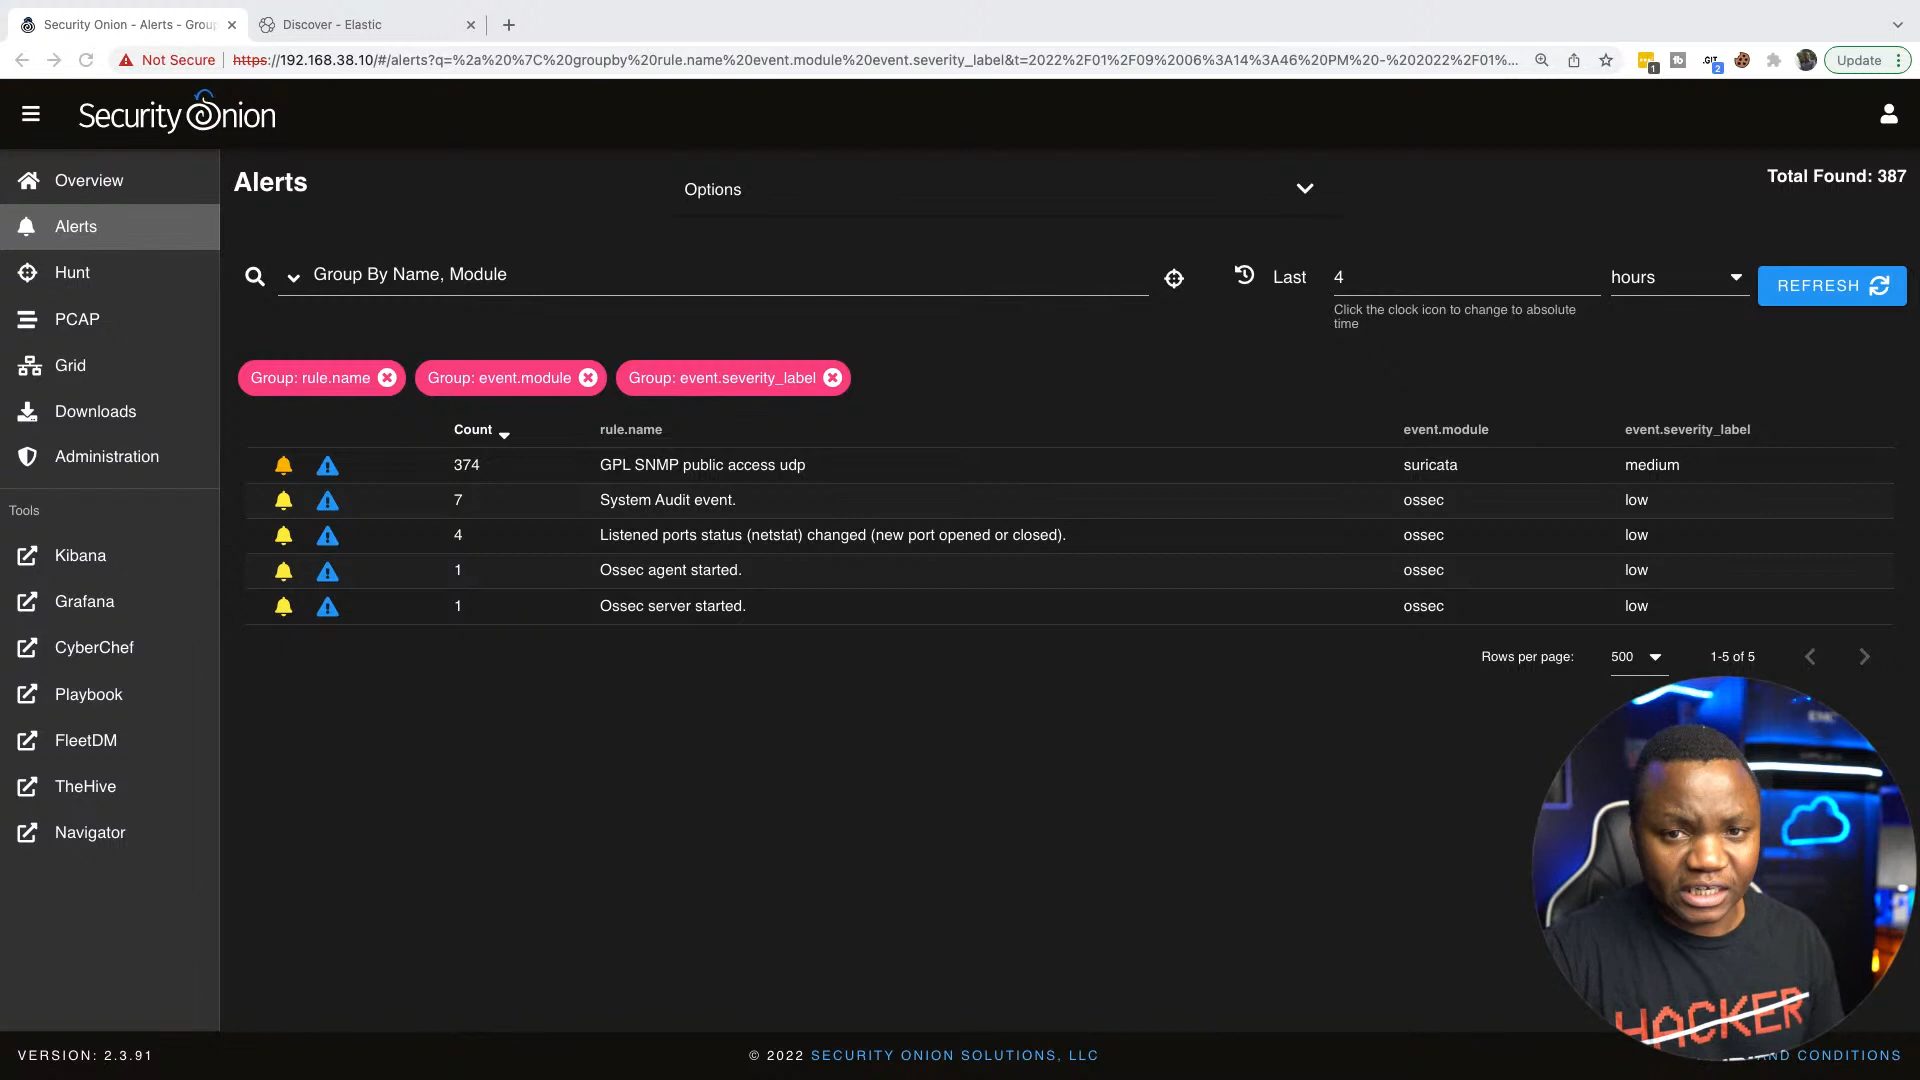 Security Onion - Alerts - Group
Discover - Elastic
Not Secure
https://192.168.38.10/#/alerts?q=%2a%20%7C%20groupby%20rule.name%20event.module%20event.severity_label&t=2022%2F01%2F09%2006%3A14%3A46%20PM%20-%202022%2F01%...
1
tb
.GIT
2
Update
Security Onion
Overview
Alerts
Hunt
PCAP
Grid
Downloads
Administration
Tools
Kibana
Grafana
CyberChef
Playbook
FleetDM
TheHive
Navigator
VERSION: 2.3.91
Alerts
Options
Total Found: 387
Group By Name, Module
Last
4
hours
REFRESH
Click the clock icon to change to absolute
time
Group: rule.name
Group: event.module
Group: event.severity_label
Count rule.name event.module event.severity_label
374 GPL SNMP public access udp suricata medium
7 System Audit event. ossec low
4 Listened ports status (netstat) changed (new port opened or closed). ossec low
1 Ossec agent started. ossec low
1 Ossec server started. ossec low
Rows per page: 500 1-5 of 5
HACKER
© 2022 SECURITY ONION SOLUTIONS, LLC
AND CONDITIONS